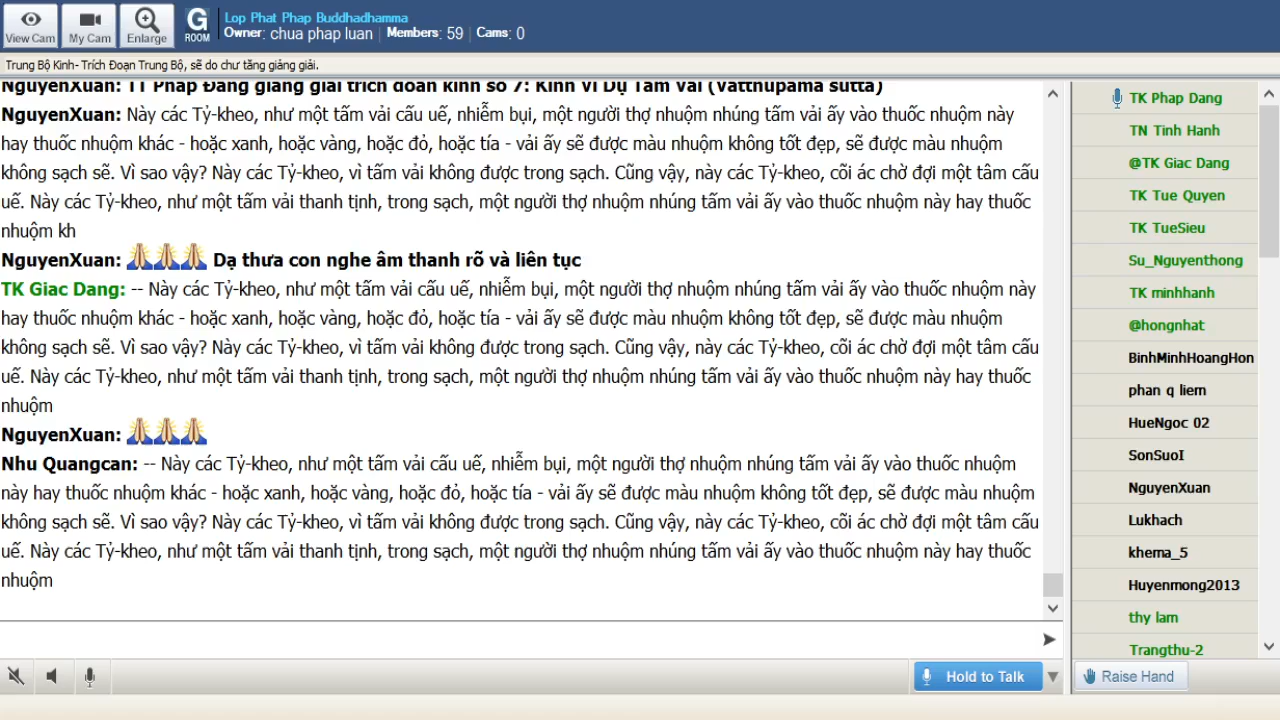 View Cam
My Cam
Enlarge
G
ROOM
Lop Phat Phap Buddhadhamma
Owner: chua phap luan | Members: 59 | Cams: 0
Trung Bộ Kinh- Trích Đoạn Trung Bộ, sẽ do chư tăng giảng giải.
NguyenXuan: TT Pháp Đăng giảng giải trích đoản kinh số 7: Kinh Ví Dụ Tấm Vải (Vatthupama sutta)
NguyenXuan: Này các Tỷ-kheo, như một tấm vải cấu uế, nhiễm bụi, một người thợ nhuộm nhúng tấm vải ấy vào thuốc nhuộm này
hay thuốc nhuộm khác - hoặc xanh, hoặc vàng, hoặc đỏ, hoặc tía - vải ấy sẽ được màu nhuộm không tốt đẹp, sẽ được màu nhuộm
không sạch sẽ. Vì sao vậy? Này các Tỷ-kheo, vì tấm vải không được trong sạch. Cũng vậy, này các Tỷ-kheo, cõi ác chờ đợi một tâm cấu
uế. Này các Tỷ-kheo, như một tấm vải thanh tịnh, trong sạch, một người thợ nhuộm nhúng tấm vải ấy vào thuốc nhuộm này hay thuốc
nhuộm kh
NguyenXuan: 🙏🙏🙏 Dạ thưa con nghe âm thanh rõ và liên tục
TK Giac Dang: -- Này các Tỷ-kheo, như một tấm vải cấu uế, nhiễm bụi, một người thợ nhuộm nhúng tấm vải ấy vào thuốc nhuộm này
hay thuốc nhuộm khác - hoặc xanh, hoặc vàng, hoặc đỏ, hoặc tía - vải ấy sẽ được màu nhuộm không tốt đẹp, sẽ được màu nhuộm
không sạch sẽ. Vì sao vậy? Này các Tỷ-kheo, vì tấm vải không được trong sạch. Cũng vậy, này các Tỷ-kheo, cõi ác chờ đợi một tâm cấu
uế. Này các Tỷ-kheo, như một tấm vải thanh tịnh, trong sạch, một người thợ nhuộm nhúng tấm vải ấy vào thuốc nhuộm này hay thuốc
nhuộm
NguyenXuan: 🙏🙏🙏
Nhu Quangcan: -- Này các Tỷ-kheo, như một tấm vải cấu uế, nhiễm bụi, một người thợ nhuộm nhúng tấm vải ấy vào thuốc nhuộm
này hay thuốc nhuộm khác - hoặc xanh, hoặc vàng, hoặc đỏ, hoặc tía - vải ấy sẽ được màu nhuộm không tốt đẹp, sẽ được màu nhuộm
không sạch sẽ. Vì sao vậy? Này các Tỷ-kheo, vì tấm vải không được trong sạch. Cũng vậy, này các Tỷ-kheo, cõi ác chờ đợi một tâm cấu
uế. Này các Tỷ-kheo, như một tấm vải thanh tịnh, trong sạch, một người thợ nhuộm nhúng tấm vải ấy vào thuốc nhuộm này hay thuốc
nhuộm
TK Phap Dang
TN Tinh Hanh
@TK Giac Dang
TK Tue Quyen
TK TueSieu
Su_Nguyenthong
TK minhhanh
@hongnhat
BinhMinhHoangHon
phan q liem
HueNgoc 02
SonSuoI
NguyenXuan
Lukhach
khema_5
Huyenmong2013
thy lam
Trangthu-2
Hold to Talk
Raise Hand